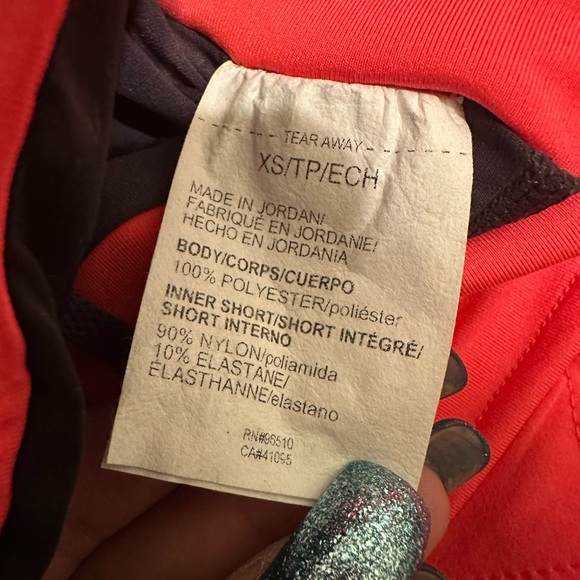 TEAR AWAY
XS/TP/ECH
MADE IN JORDAN/
FABRIQUÉ EN JORDANIE/
HECHO EN JORDANIA
BODY/CORPS/CUERPO
100% POLYESTER/poliéster
INNER SHORT/SHORT INTÉGRÉ/
SHORT INTERNO
90% NYLON/poliamida
10% ELASTANE/
ÉLASTHANNE/elastano
RN#96510
CA#41095